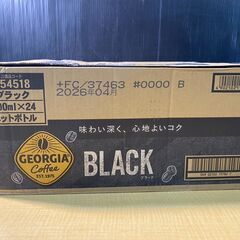 54518
ブラック
00ml×24
ットボトル
+FC/37463 #0000 B
2026年04月
味わい深く、心地よいコク
GEORGIA
Coffee
EST.1975
BLACK
ブラック